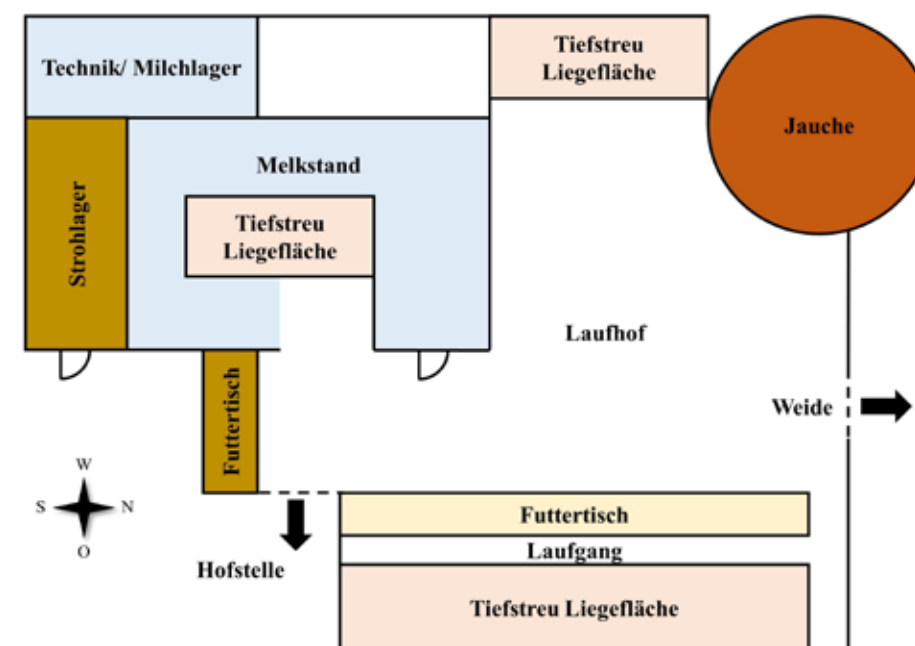 Technik/ Milchlager
Tiefstreu
Liegefläche
Jauche
Melkstand
Strohlager
Tiefstreu
Liegefläche
Laufhof
Weide
Futtertisch
W
S
N
O
Futtertisch
Laufgang
Hofstelle
Tiefstreu Liegefläche